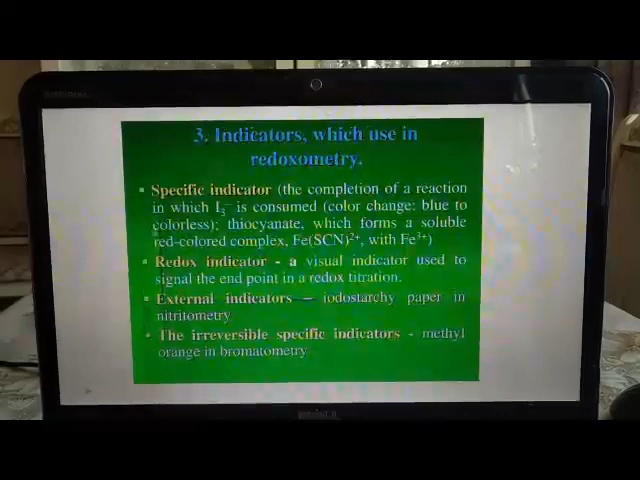 3. Indicators, which use in
redoxometry.
▪ Specific indicator (the completion of a reaction
in which I₃⁻ is consumed (color change: blue to
colorless); thiocyanate, which forms a soluble
red-colored complex, Fe(SCN)²⁺, with Fe³⁺)
▪ Redox indicator - a visual indicator used to
signal the end point in a redox titration.
▪ External indicators – iodostarchy paper in
nitritometry
▪ The irreversible specific indicators - methyl
orange in bromatometry